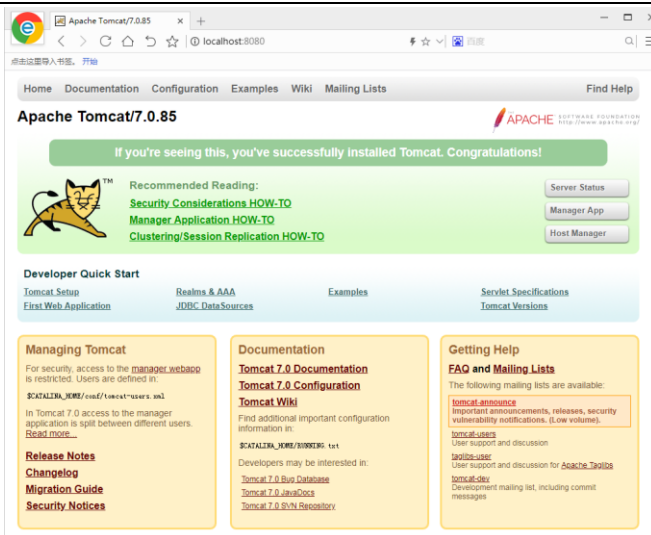 Apache Tomcat/7.0.85
localhost:8080
百度
点击这里导入书签。 开始
Home Documentation Configuration Examples Wiki Mailing Lists Find Help
Apache Tomcat/7.0.85
APACHE SOFTWARE FOUNDATION
http://www.apache.org/
If you're seeing this, you've successfully installed Tomcat. Congratulations!
TM
Recommended Reading:
Security Considerations HOW-TO
Manager Application HOW-TO
Clustering/Session Replication HOW-TO
Server Status
Manager App
Host Manager
Developer Quick Start
Tomcat Setup
First Web Application
Realms & AAA
JDBC DataSources
Examples
Servlet Specifications
Tomcat Versions
Managing Tomcat
For security, access to the manager webapp
is restricted. Users are defined in:
$CATALINA_HOME/conf/tomcat-users.xml
In Tomcat 7.0 access to the manager
application is split between different users.
Read more...
Release Notes
Changelog
Migration Guide
Security Notices
Documentation
Tomcat 7.0 Documentation
Tomcat 7.0 Configuration
Tomcat Wiki
Find additional important configuration
information in:
$CATALINA_HOME/RUNNING.txt
Developers may be interested in:
Tomcat 7.0 Bug Database
Tomcat 7.0 JavaDocs
Tomcat 7.0 SVN Repository
Getting Help
FAQ and Mailing Lists
The following mailing lists are available:
tomcat-announce
Important announcements, releases, security
vulnerability notifications. (Low volume).
tomcat-users
User support and discussion
taglibs-user
User support and discussion for Apache Taglibs
tomcat-dev
Development mailing list, including commit
messages